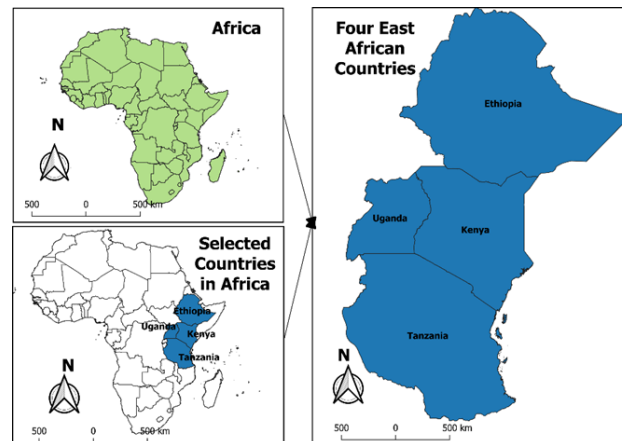 Africa
N
500 0 500 km
Selected
Countries
in Africa
Ethiopia
Uganda
Kenya
Tanzania
N
500 0 500 km
Four East
African
Countries
Ethiopia
Uganda
Kenya
Tanzania
N
500 0 500 km